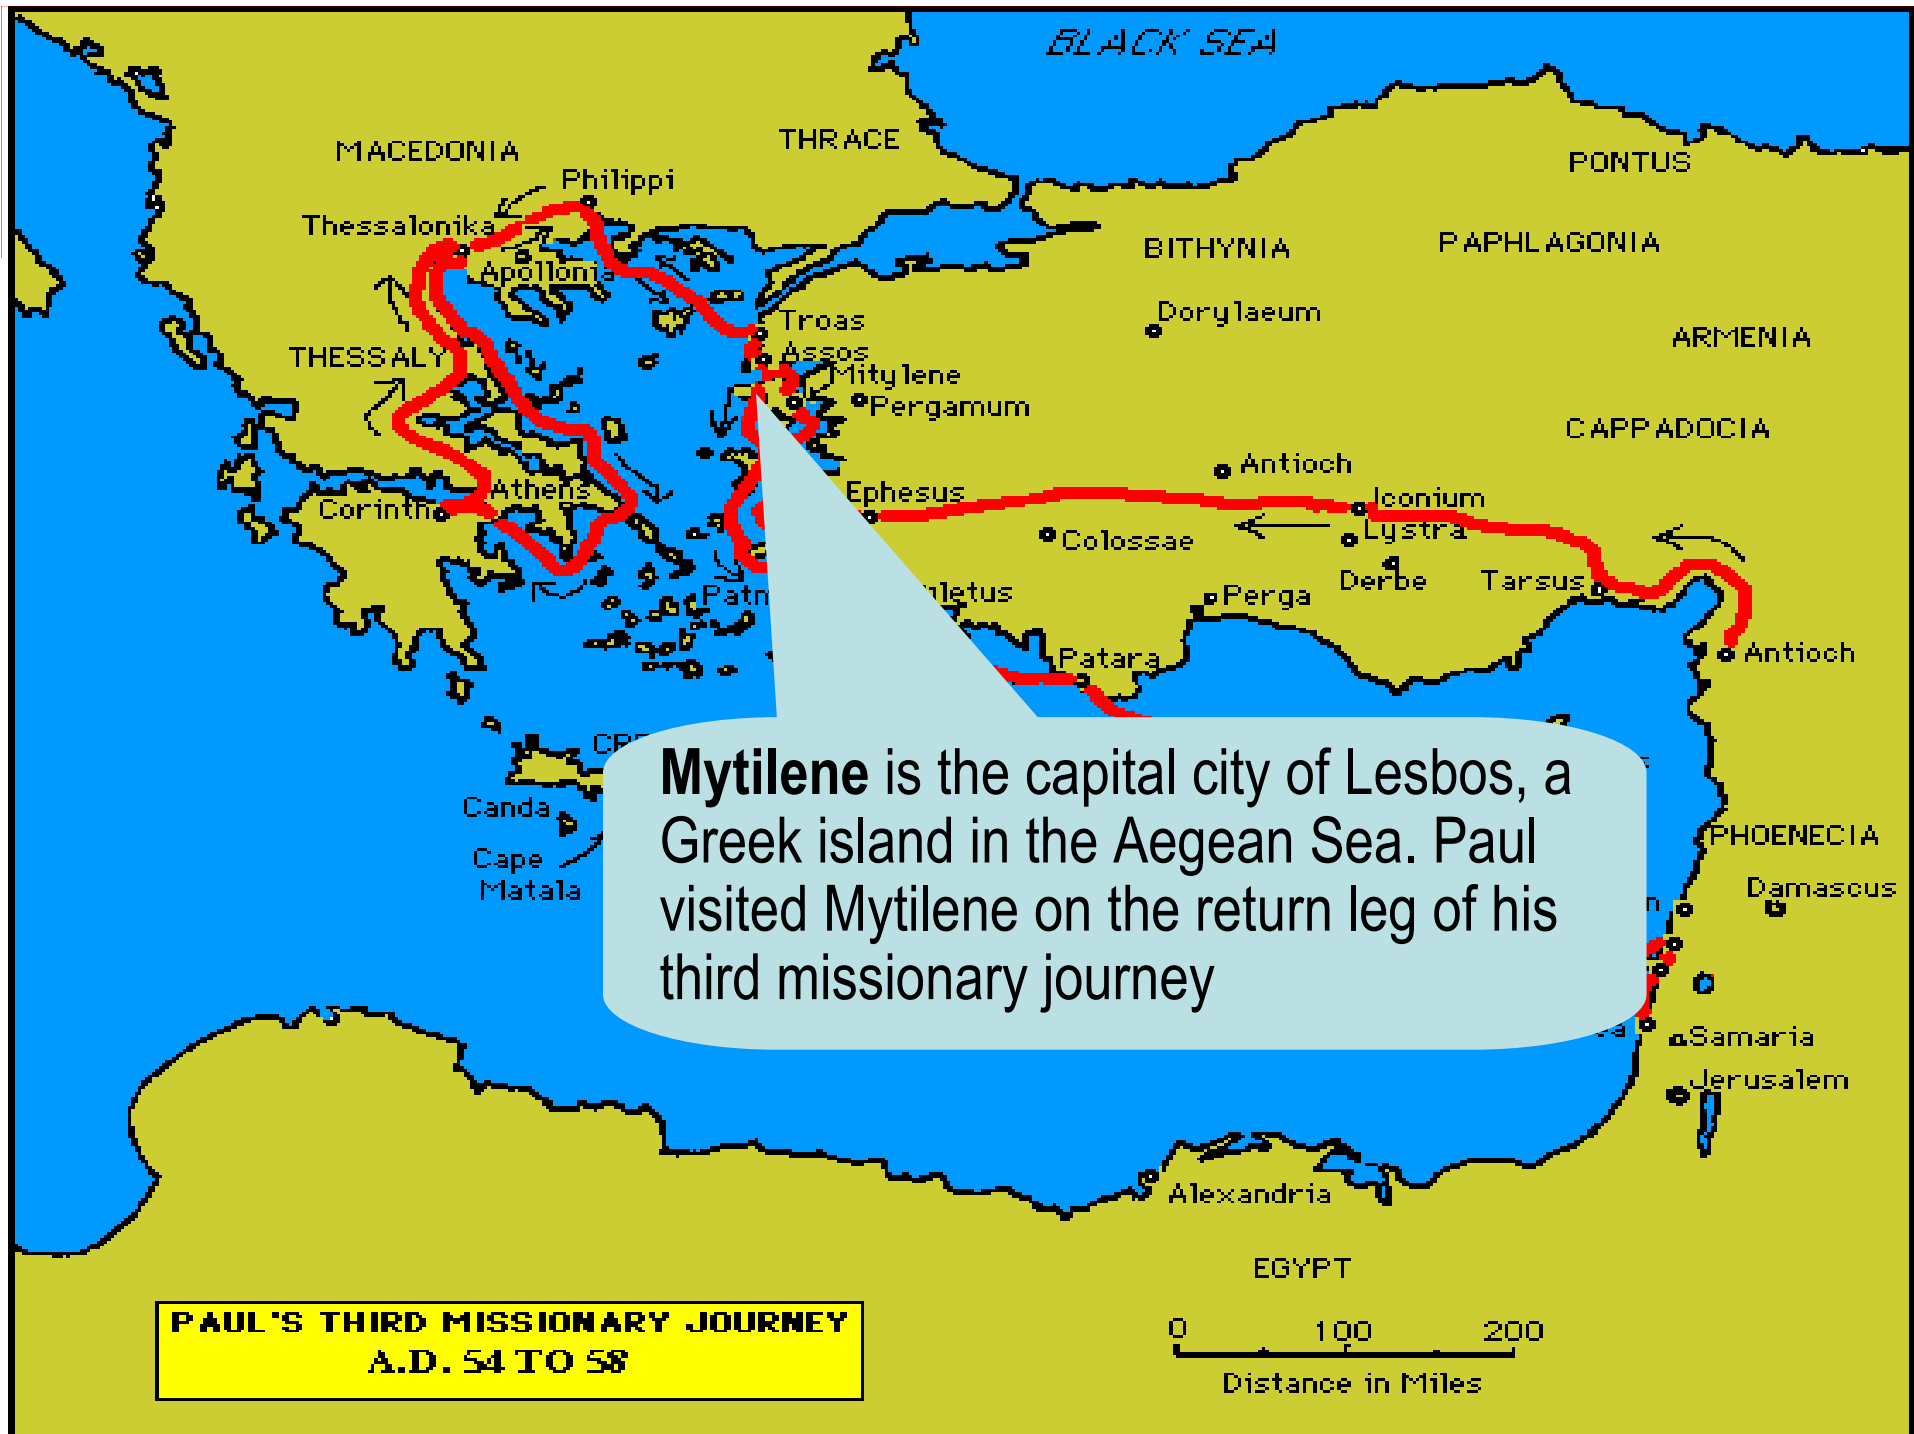 BLACK SEA
THRACE
MACEDONIA
PONTUS
Philippi
Thessalonika
BITHYNIA
PAPHLAGONIA
Apollonia
Dorylaeum
Troas
ARMENIA
Assos
THESSALY
Mitylene
Pergamum
CAPPADOCIA
Antioch
Athens
Ephesus
Iconium
Corinth
Lystra
Colossae
Derbe
Tarsus
Perga
Patara
Antioch
Mytilene is the capital city of Lesbos, a
Greek island in the Aegean Sea. Paul
visited Mytilene on the return leg of his
third missionary journey
Canda
PHOENECIA
Cape
Matala
Damascus
Samaria
Jerusalem
Alexandria
EGYPT
PAUL'S THIRD MISSIONARY JOURNEY
A.D. 54 TO 58
0 100 200
Distance in Miles